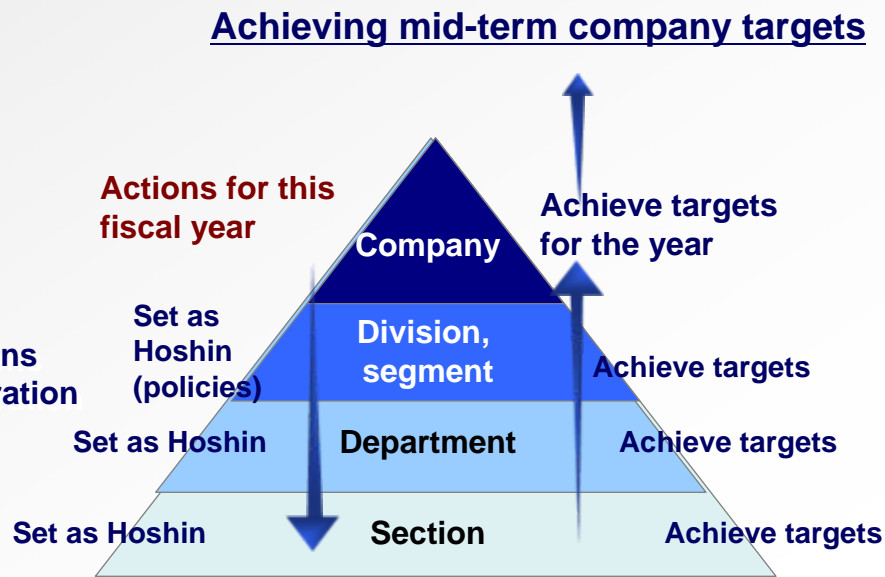 Achieving mid-term company targets
Actions for this
fiscal year
Achieve targets
for the year
Company
Set as
Hoshin
(policies)
Division,
segment
Achieve targets
Set as Hoshin
Department
Achieve targets
Set as Hoshin
Section
Achieve targets